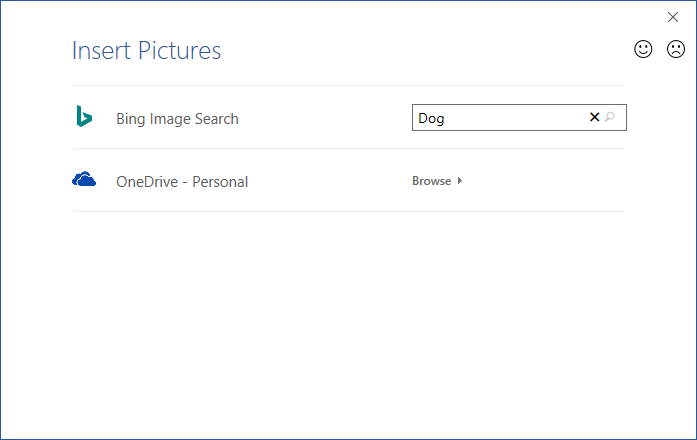 Insert Pictures
Bing Image Search
Dog
OneDrive - Personal
Browse